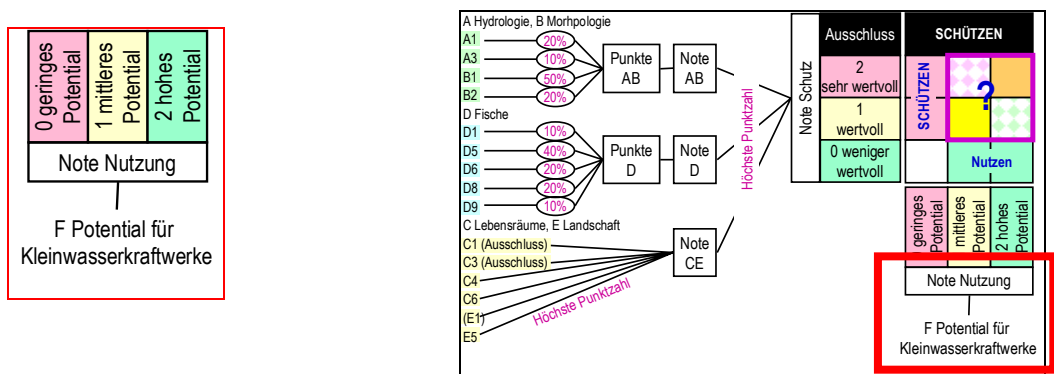 0 geringes
Potential
1 mittleres
Potential
2 hohes
Potential
Note Nutzung
F Potential für
Kleinwasserkraftwerke
A Hydrologie, B Morhpologie
A1
20%
A3
10%
B1
50%
B2
20%
Punkte
AB
Note
AB
D Fische
D1
10%
D5
40%
D6
20%
D8
20%
D9
10%
Punkte
D
Note
D
C Lebensräume, E Landschaft
C1 (Ausschluss)
C3 (Ausschluss)
C4
C6
(E1)
E5
Höchste Punktzahl
Note
CE
Höchste Punktzahl
Note Schutz
Ausschluss
2
sehr wertvoll
1
wertvoll
0 weniger
wertvoll
SCHÜTZEN
SCHÜTZEN
?
Nutzen
geringes
Potential
mittleres
Potential
2 hohes
Potential
Note Nutzung
F Potential für
Kleinwasserkraftwerke